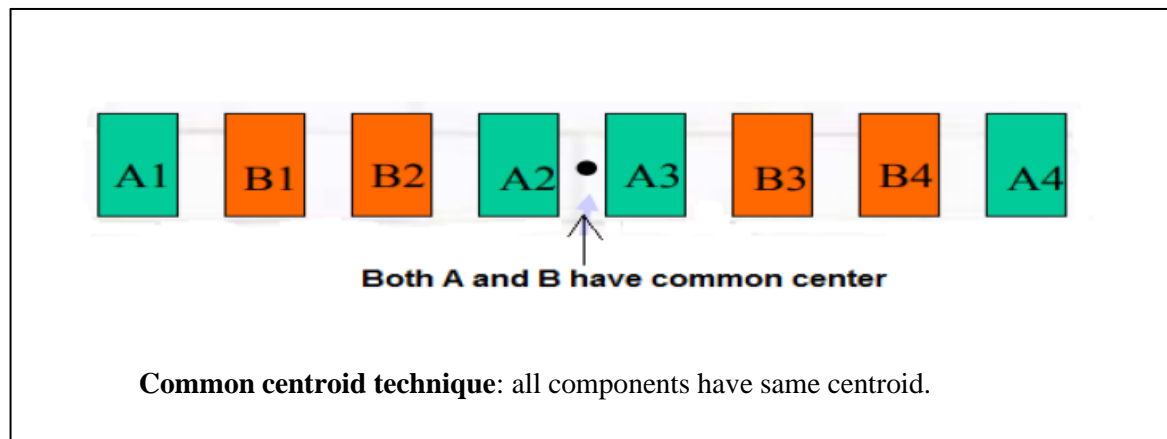 A1 B1 B2 A2 A3 B3 B4 A4
Both A and B have common center
Common centroid technique: all components have same centroid.